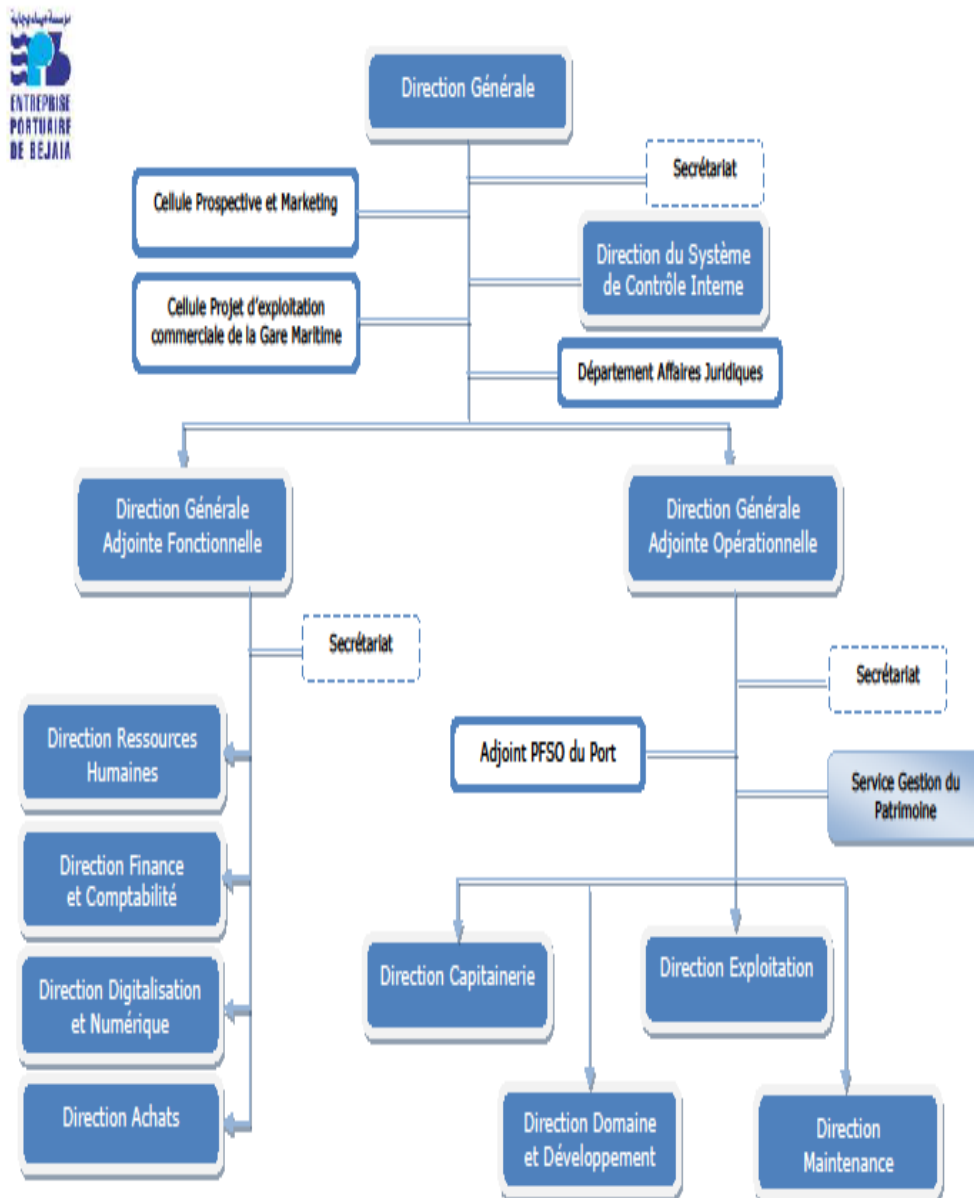 ENTREPRISE
PORTUAIRE
DE BEJAIA
Direction Générale
Secrétariat
Cellule Prospective et Marketing
Direction du Système
de Contrôle Interne
Cellule Projet d'exploitation
commerciale de la Gare Maritime
Département Affaires Juridiques
Direction Générale
Adjointe Fonctionnelle
Direction Générale
Adjointe Opérationnelle
Secrétariat
Secrétariat
Direction Ressources
Humaines
Adjoint PFSO du Port
Service Gestion du
Patrimoine
Direction Finance
et Comptabilité
Direction Capitainerie
Direction Exploitation
Direction Digitalisation
et Numérique
Direction Achats
Direction Domaine
et Développement
Direction
Maintenance